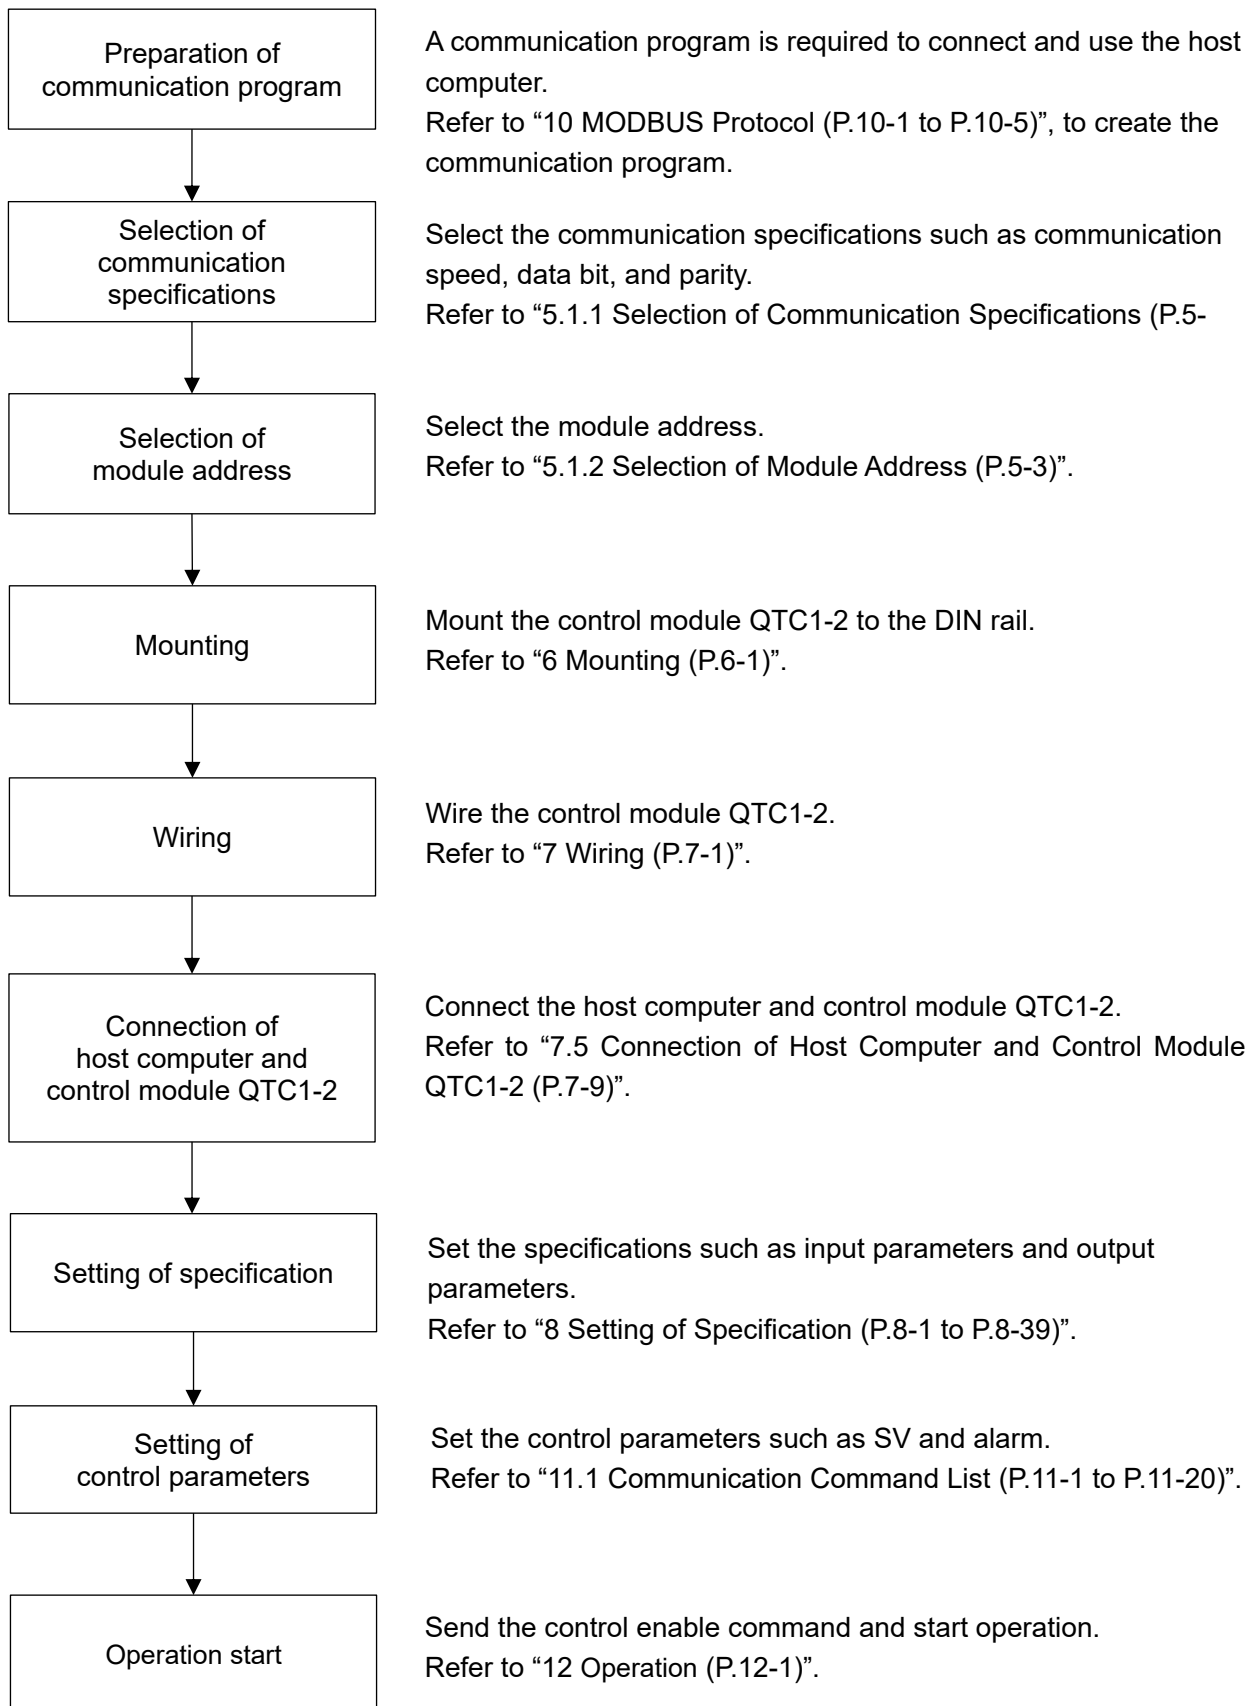 Preparation of
communication program
A communication program is required to connect and use the host
computer.
Refer to “10 MODBUS Protocol (P.10-1 to P.10-5)”, to create the
communication program.
Selection of
communication
specifications
Select the communication specifications such as communication
speed, data bit, and parity.
Refer to “5.1.1 Selection of Communication Specifications (P.5-
Selection of
module address
Select the module address.
Refer to “5.1.2 Selection of Module Address (P.5-3)”.
Mounting
Mount the control module QTC1-2 to the DIN rail.
Refer to “6 Mounting (P.6-1)”.
Wiring
Wire the control module QTC1-2.
Refer to “7 Wiring (P.7-1)”.
Connection of
host computer and
control module QTC1-2
Connect the host computer and control module QTC1-2.
Refer to “7.5 Connection of Host Computer and Control Module
QTC1-2 (P.7-9)”.
Setting of specification
Set the specifications such as input parameters and output
parameters.
Refer to “8 Setting of Specification (P.8-1 to P.8-39)”.
Setting of
control parameters
Set the control parameters such as SV and alarm.
Refer to “11.1 Communication Command List (P.11-1 to P.11-20)”.
Operation start
Send the control enable command and start operation.
Refer to “12 Operation (P.12-1)”.